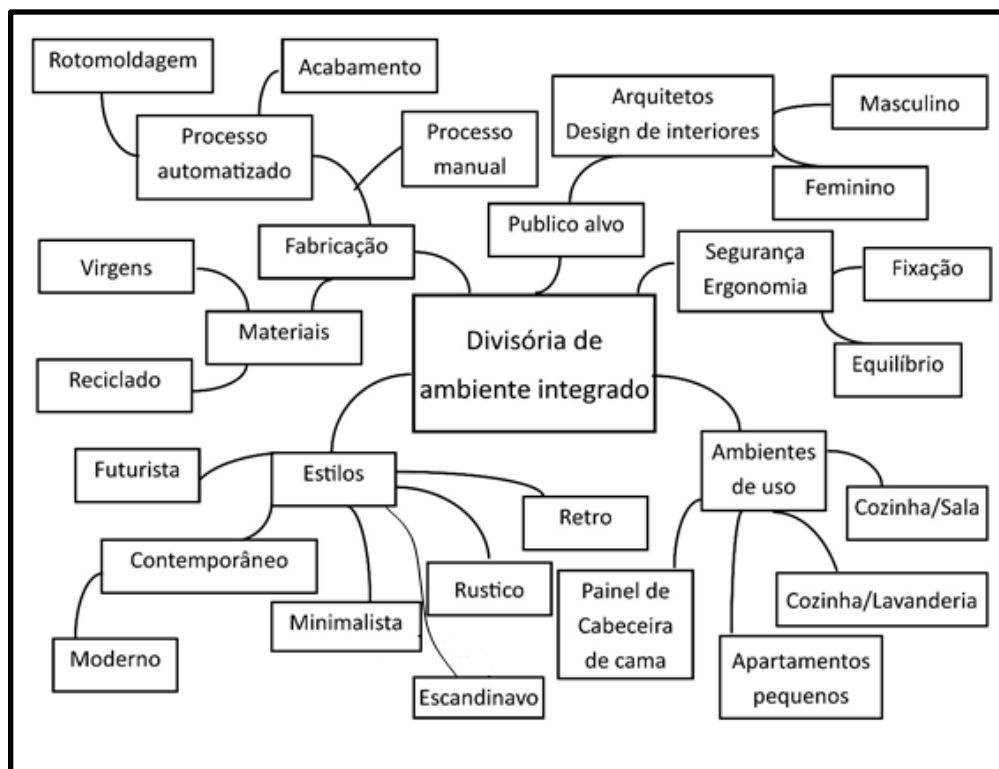 Rotomoldagem
Acabamento
Processo
automatizado
Processo
manual
Arquitetos
Design de interiores
Masculino
Feminino
Publico alvo
Fabricação
Virgens
Materiais
Reciclado
Segurança
Ergonomia
Fixação
Equilíbrio
Divisória de
ambiente integrado
Futurista
Estilos
Retro
Contemporâneo
Rustico
Minimalista
Moderno
Escandinavo
Ambientes
de uso
Cozinha/Sala
Painel de
Cabeceira
de cama
Cozinha/Lavanderia
Apartamentos
pequenos